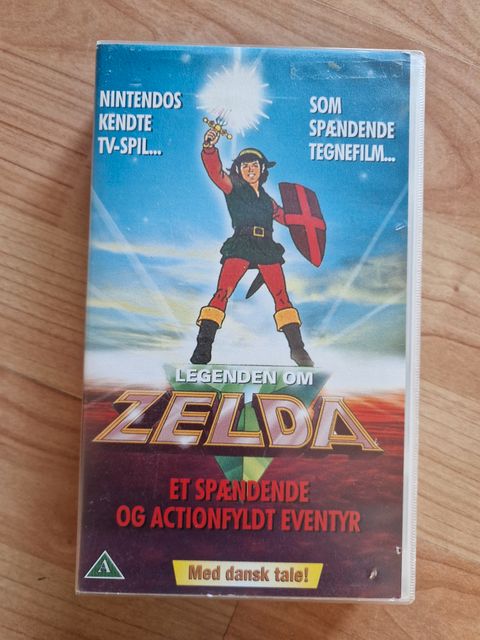 NINTENDOS
KENDTE
TV-SPIL...
SOM
SPÆNDENDE
TEGNEFILM...
LEGENDEN OM
ZELDA
ET SPÆNDENDE
OG ACTIONFYLDT EVENTYR
A
Med dansk tale!